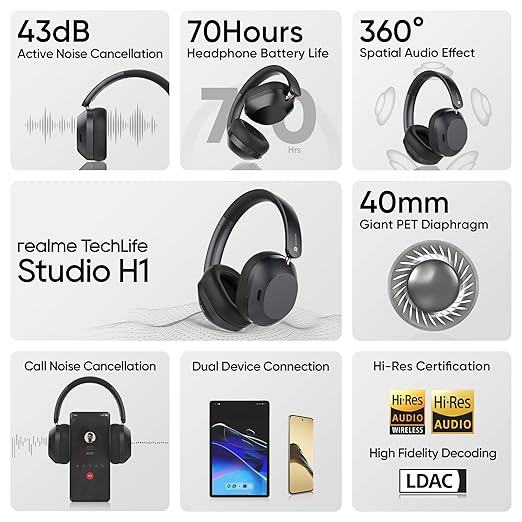 43dB
Active Noise Cancellation
70Hours
Headphone Battery Life
70
Hrs
360°
Spatial Audio Effect
realme TechLife
Studio H1
40mm
Giant PET Diaphragm
Call Noise Cancellation
Dual Device Connection
Hi-Res Certification
Hi-Res
AUDIO
WIRELESS
Hi-Res
AUDIO
High Fidelity Decoding
LDAC